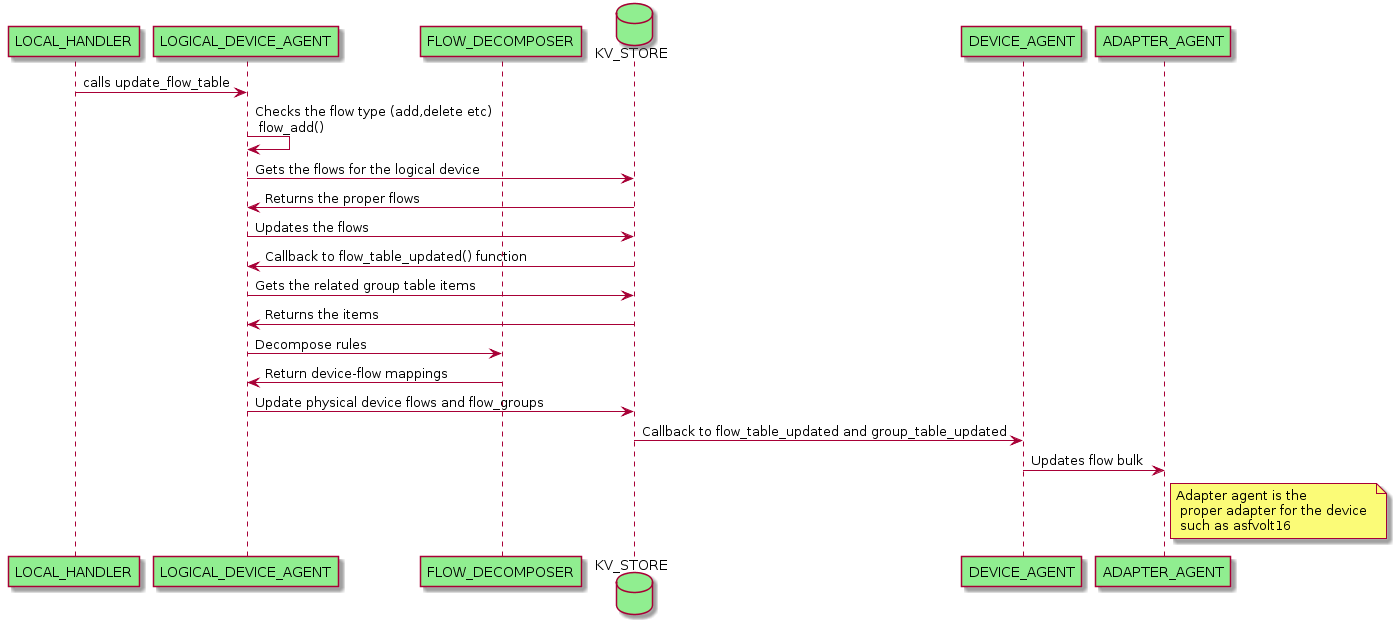 LOCAL_HANDLER
LOGICAL_DEVICE_AGENT
FLOW_DECOMPOSER
KV_STORE
DEVICE_AGENT
ADAPTER_AGENT
calls update_flow_table
Checks the flow type (add,delete etc)
flow_add()
Gets the flows for the logical device
Returns the proper flows
Updates the flows
Callback to flow_table_updated() function
Gets the related group table items
Returns the items
Decompose rules
Return device-flow mappings
Update physical device flows and flow_groups
Callback to flow_table_updated and group_table_updated
Updates flow bulk
Adapter agent is the
proper adapter for the device
such as asfvolt16
LOCAL_HANDLER
LOGICAL_DEVICE_AGENT
FLOW_DECOMPOSER
KV_STORE
DEVICE_AGENT
ADAPTER_AGENT